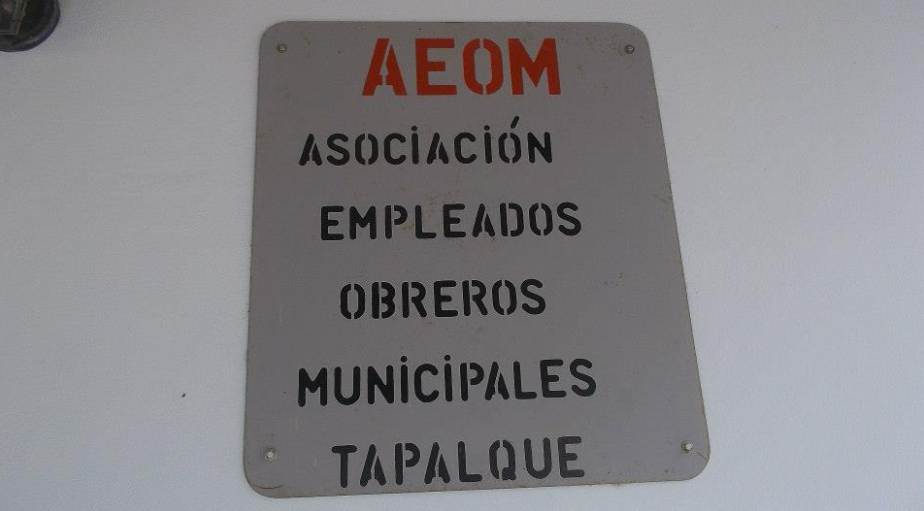 AEOM
ASOCiACiÓN
EMPLEADOS
OBREROS
MUNiCiPALES
TAPALQUE